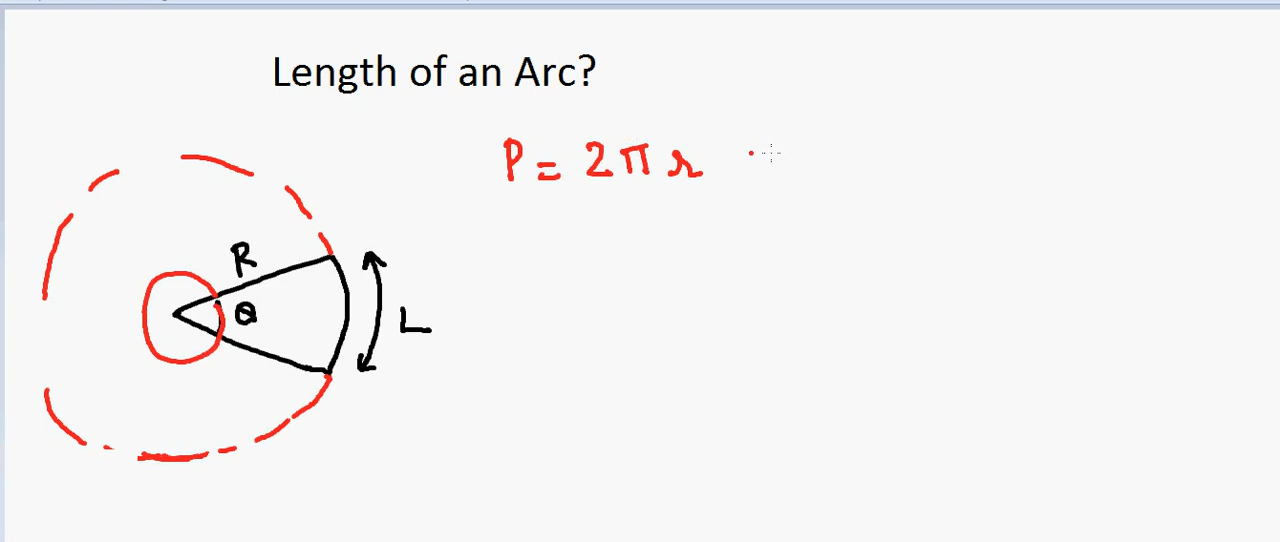 Length of an Arc?
P = 2πr
R
θ
L